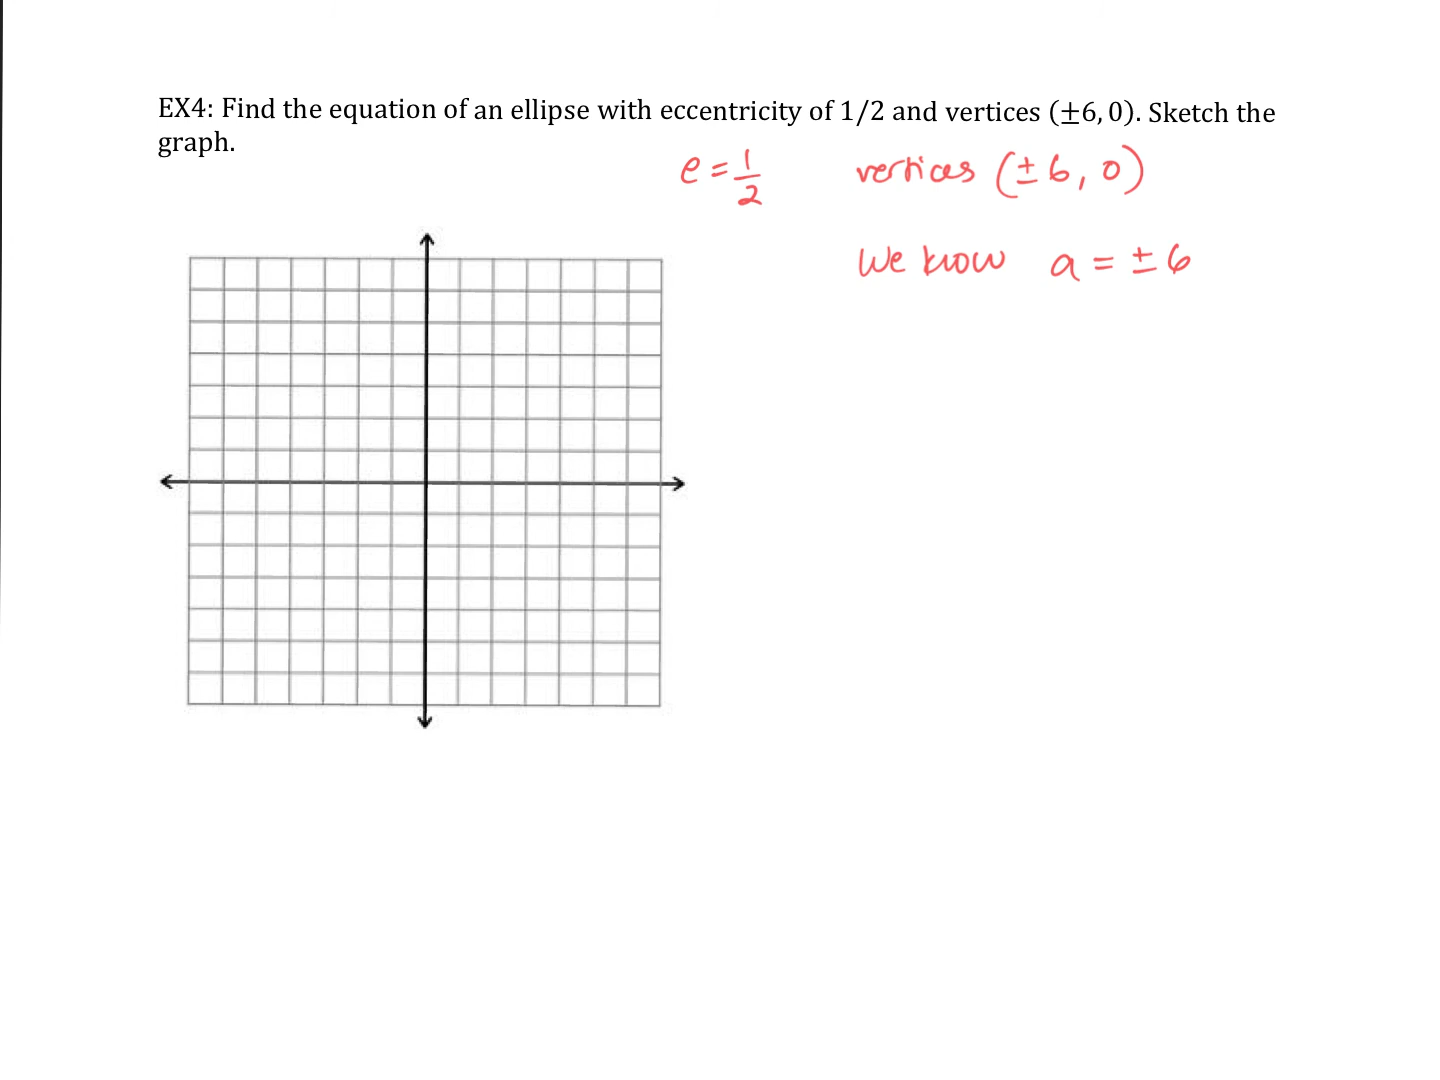 EX4: Find the equation of an ellipse with eccentricity of 1/2 and vertices (±6, 0). Sketch the
graph.
e = 1/2 vertices (±6, 0)
We know a = ±6